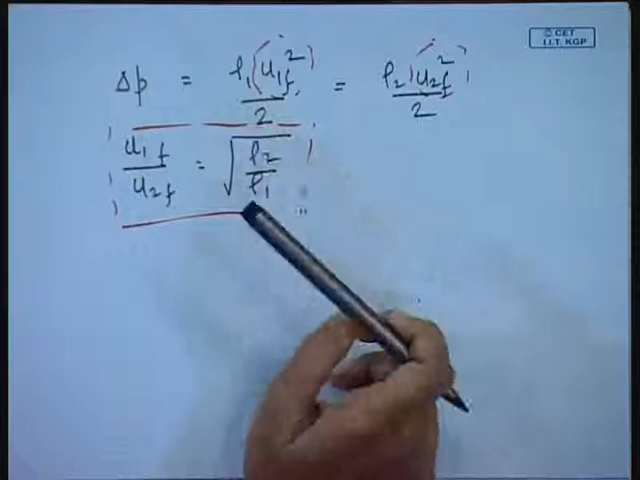 © CET
I.I.T. KGP
Δp = ρ₁(u₁f²)/2 = ρ₂(u₂f²)/2
u₁f/u₂f = √(ρ₂/ρ₁)